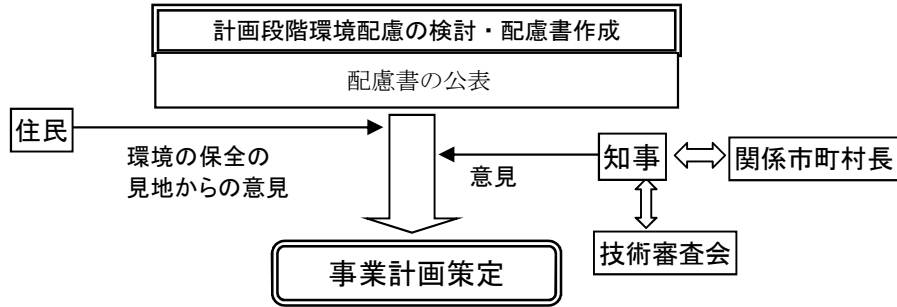 計画段階環境配慮の検討・配慮書作成
配慮書の公表
住民
環境の保全の
見地からの意見
意見
知事
関係市町村長
技術審査会
事業計画策定